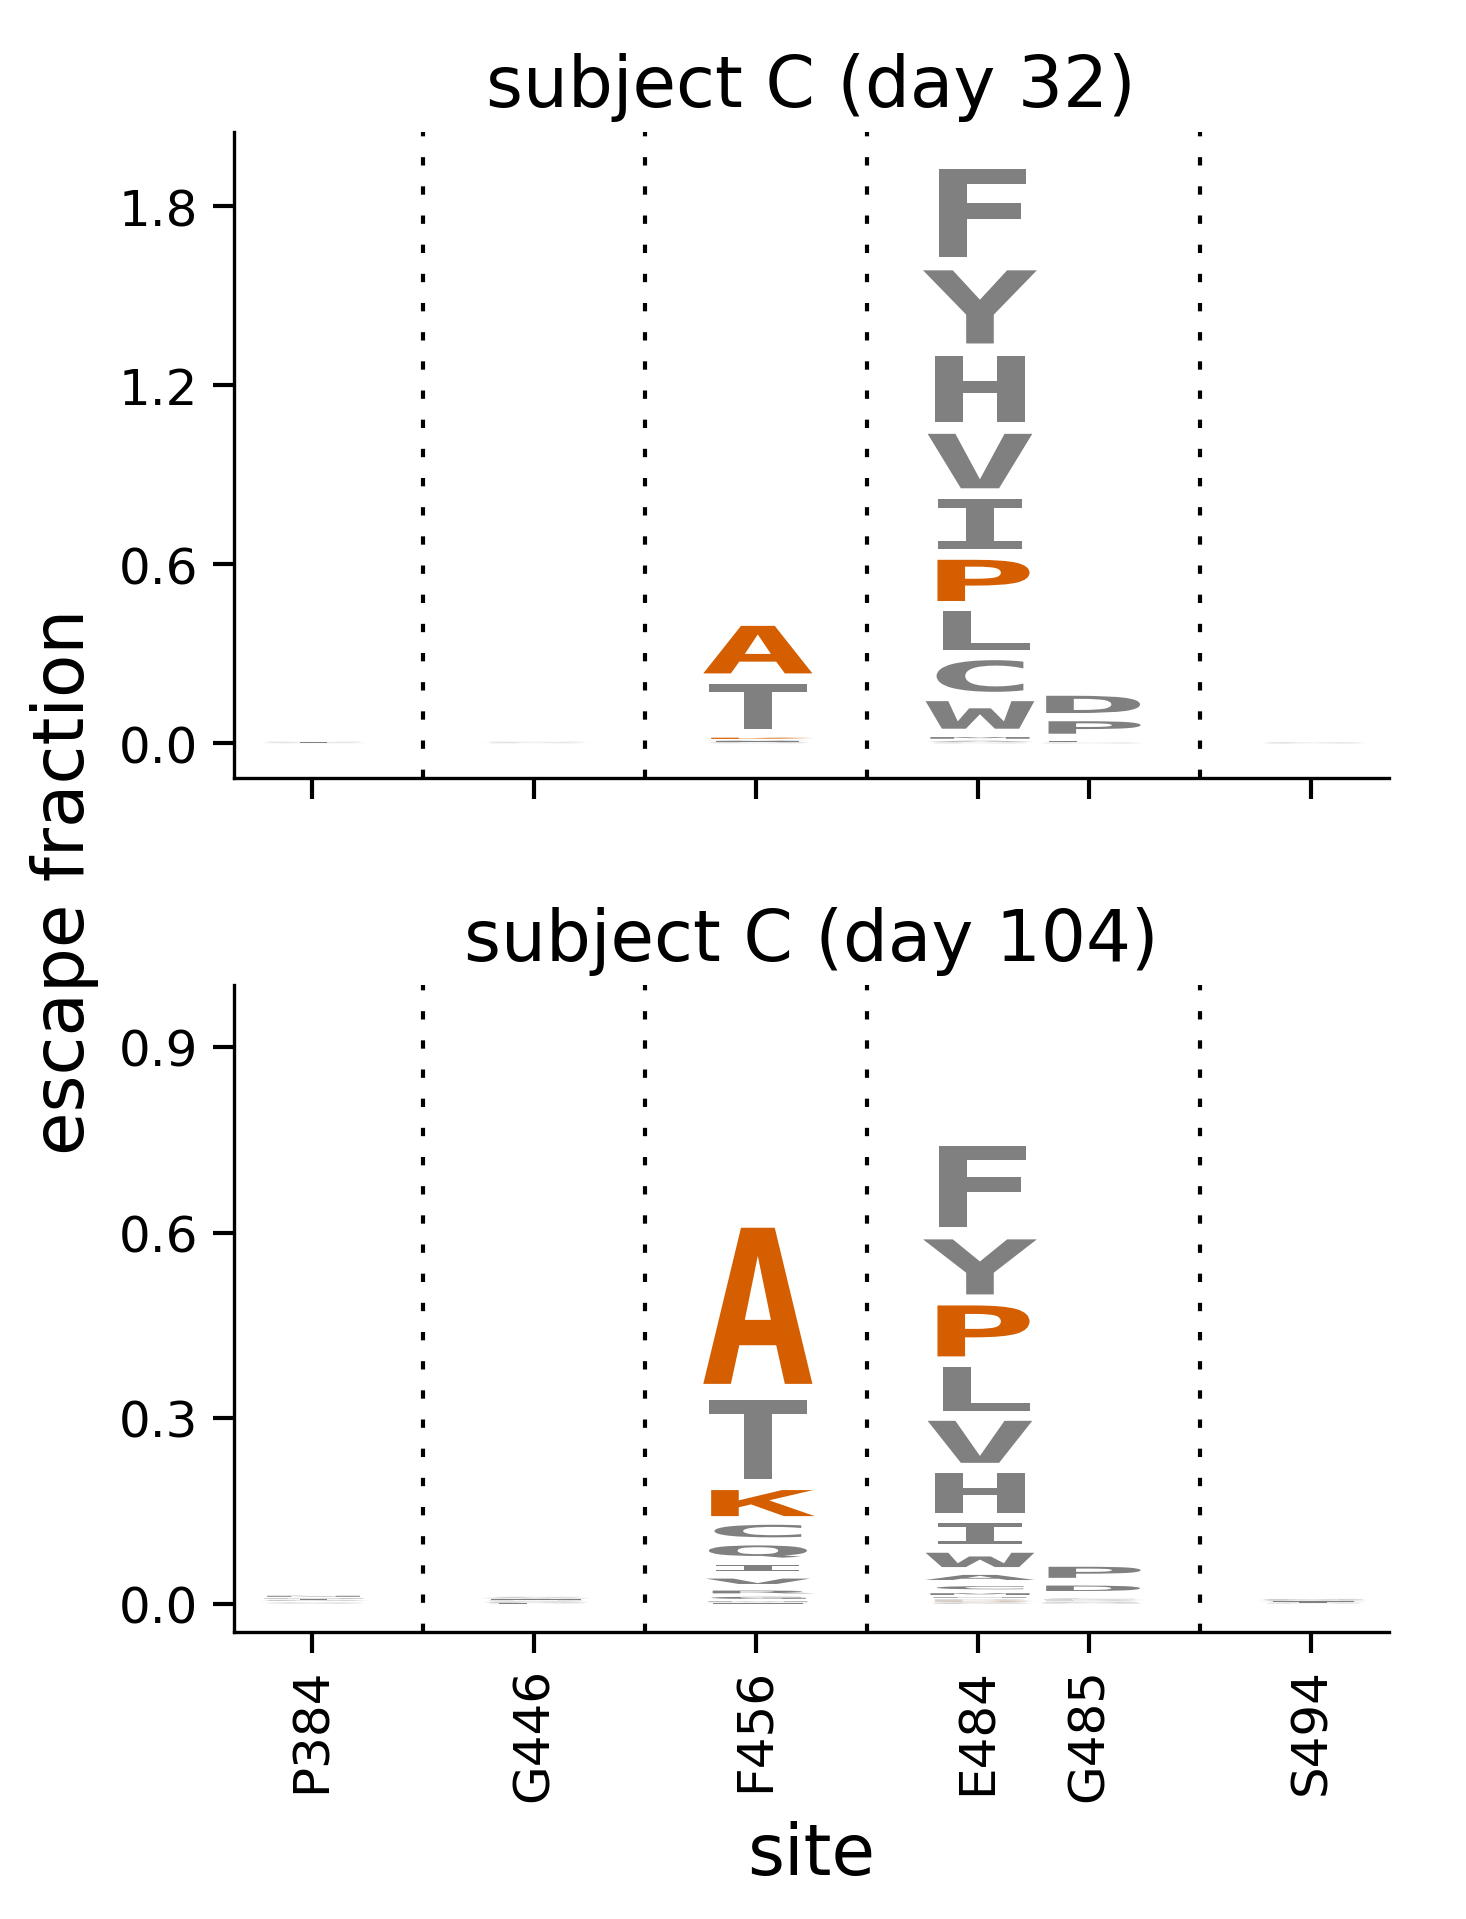 subject C (day 32)
escape fraction
1.8
1.2
0.6
0.0
F
Y
H
V
I
P
L
C
W
A
T
D
P
subject C (day 104)
0.9
0.6
0.3
0.0
A
T
K
C
Q
I
V
F
Y
P
L
V
H
I
W
A
P
D
P384
G446
F456
E484
G485
S494
site